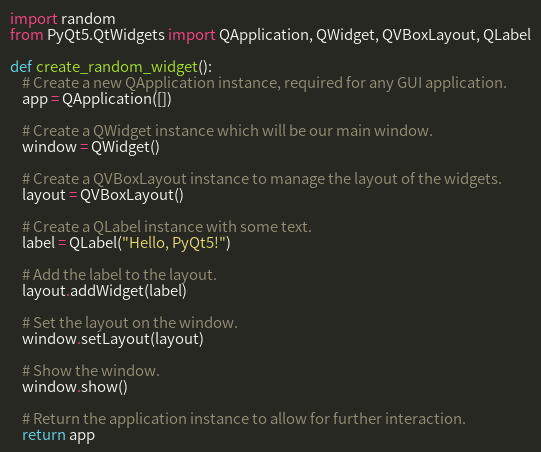 import random
from PyQt5.QtWidgets import QApplication, QWidget, QVBoxLayout, QLabel
def create_random_widget():
# Create a new QApplication instance, required for any GUI application.
app = QApplication([])
# Create a QWidget instance which will be our main window.
window = QWidget()
# Create a QVBoxLayout instance to manage the layout of the widgets.
layout = QVBoxLayout()
# Create a QLabel instance with some text.
label = QLabel("Hello, PyQt5!")
# Add the label to the layout.
layout.addWidget(label)
# Set the layout on the window.
window.setLayout(layout)
# Show the window.
window.show()
# Return the application instance to allow for further interaction.
return app